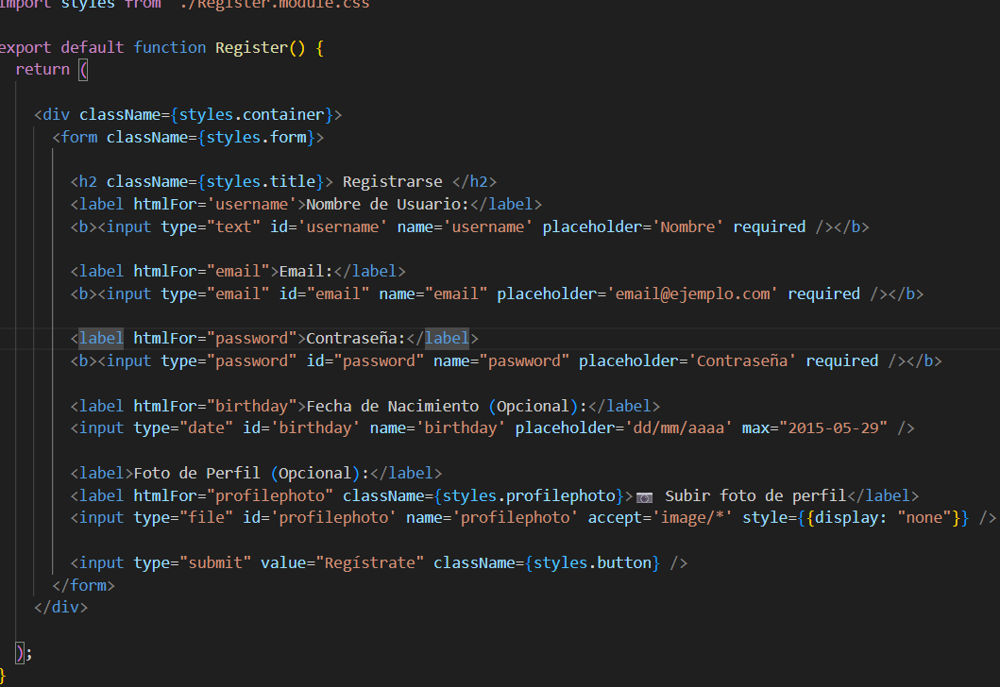 import styles from './Register.module.css
export default function Register() {
return (
<div className={styles.container}>
<form className={styles.form}>
<h2 className={styles.title}> Registrarse </h2>
<label htmlFor='username'>Nombre de Usuario:</label>
<b><input type="text" id='username' name='username' placeholder='Nombre' required /></b>
<label htmlFor="email">Email:</label>
<b><input type="email" id="email" name="email" placeholder='email@ejemplo.com' required /></b>
<label htmlFor="password">Contraseña:</label>
<b><input type="password" id="password" name="paswword" placeholder='Contraseña' required /></b>
<label htmlFor="birthday">Fecha de Nacimiento (Opcional):</label>
<input type="date" id='birthday' name='birthday' placeholder='dd/mm/aaaa' max="2015-05-29" />
<label>Foto de Perfil (Opcional):</label>
<label htmlFor="profilephoto" className={styles.profilephoto}>📷 Subir foto de perfil</label>
<input type="file" id='profilephoto' name='profilephoto' accept='image/*' style={{display: "none"}} />
<input type="submit" value="Regístrate" className={styles.button} />
</form>
</div>
);
}